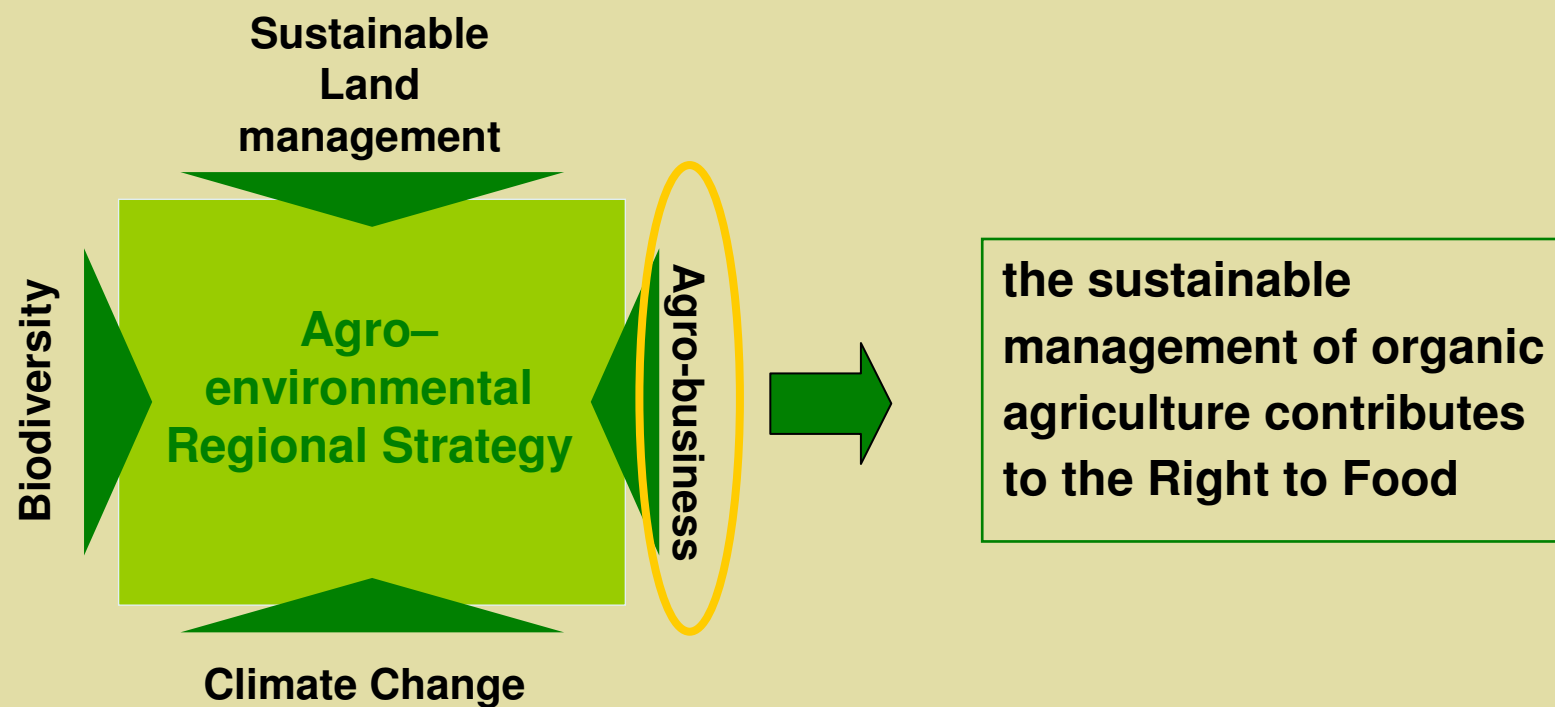 Sustainable
Land
management
Biodiversity
Agro–
environmental
Regional Strategy
Agro-business
Climate Change
the sustainable
management of organic
agriculture contributes
to the Right to Food